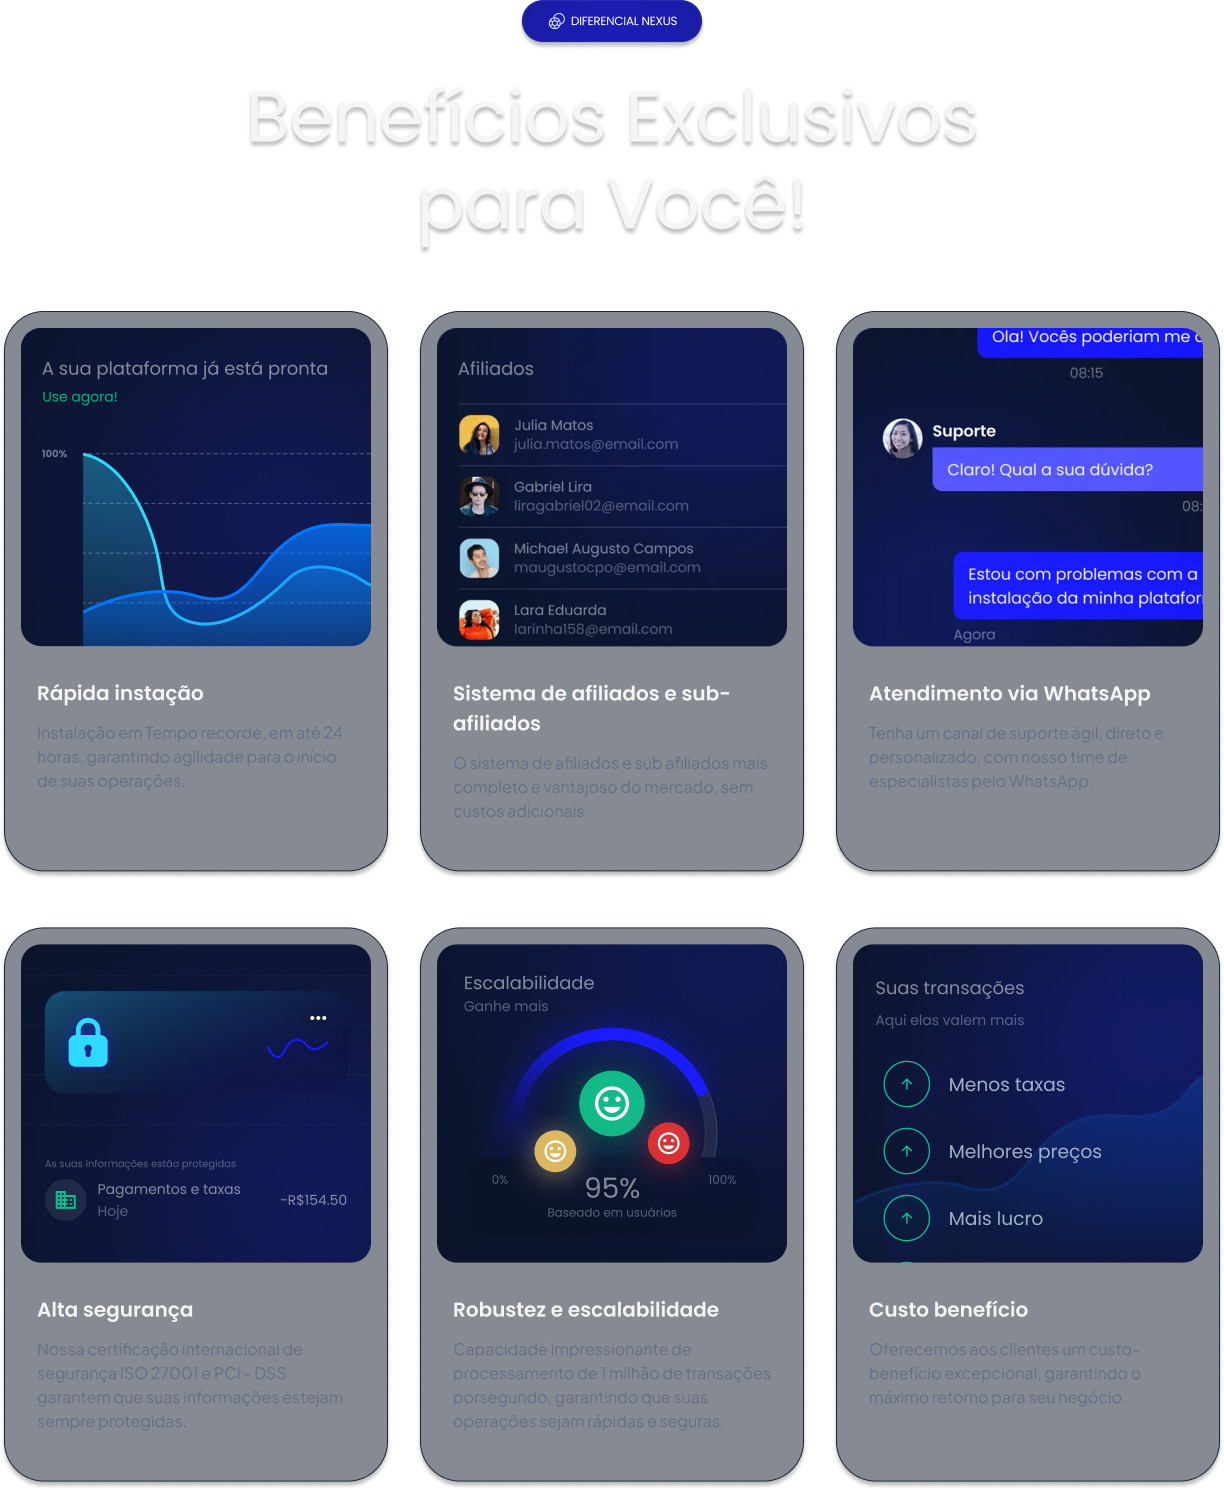 DIFERENCIAL NEXUS
Benefícios Exclusivos
para Você!
A sua plataforma já está pronta
Use agora!
100%
Rápida instação
Instalação em Tempo recorde, em até 24
horas, garantindo agilidade para o início
de suas operações.
Afiliados
Julia Matos
julia.matos@email.com
Gabriel Lira
liragabriel02@email.com
Michael Augusto Campos
maugustocpo@email.com
Lara Eduarda
larinha158@email.com
Sistema de afiliados e sub-
afiliados
O sistema de afiliados e sub afiliados mais
completo e vantajoso do mercado, sem
custos adicionais
Ola! Vocês poderiam me
08:15
Suporte
Claro! Qual a sua dúvida?
08:
Estou com problemas com a
instalação da minha platafor
Agora
Atendimento via WhatsApp
Tenha um canal de suporte ágil, direto e
personalizado, com nosso time de
especialistas pelo WhatsApp.
As suas informações estão protegidas
Pagamentos e taxas
Hoje
-R$154.50
Alta segurança
Nossa certificação internacional de
segurança ISO 27001 e PCI - DSS
garantem que suas informações estejam
sempre protegidas.
Escalabilidade
Ganhe mais
0%
95%
100%
Baseado em usuários
Robustez e escalabilidade
Capacidade impressionante de
processamento de 1 milhão de transações
porsegundo, garantindo que suas
operações sejam rápidas e seguras.
Suas transações
Aqui elas valem mais
Menos taxas
Melhores preços
Mais lucro
Custo benefício
Oferecemos aos clientes um custo-
benefício excepcional, garantindo o
máximo retorno para seu negócio.